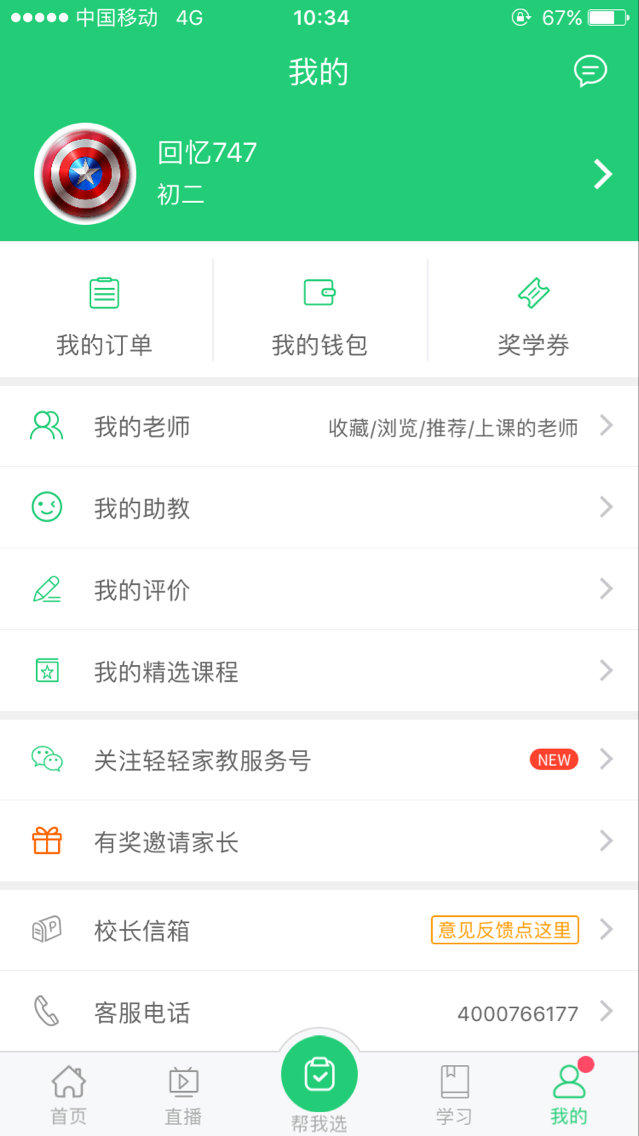 中国移动 4G 10:34 67%
我的
回忆747
初二
我的订单 我的钱包 奖学券
我的老师 收藏/浏览/推荐/上课的老师
我的助教
我的评价
我的精选课程
关注轻轻家教服务号 NEW
有奖邀请家长
校长信箱 意见反馈点这里
客服电话 4000766177
首页 直播 帮我选 学习 我的